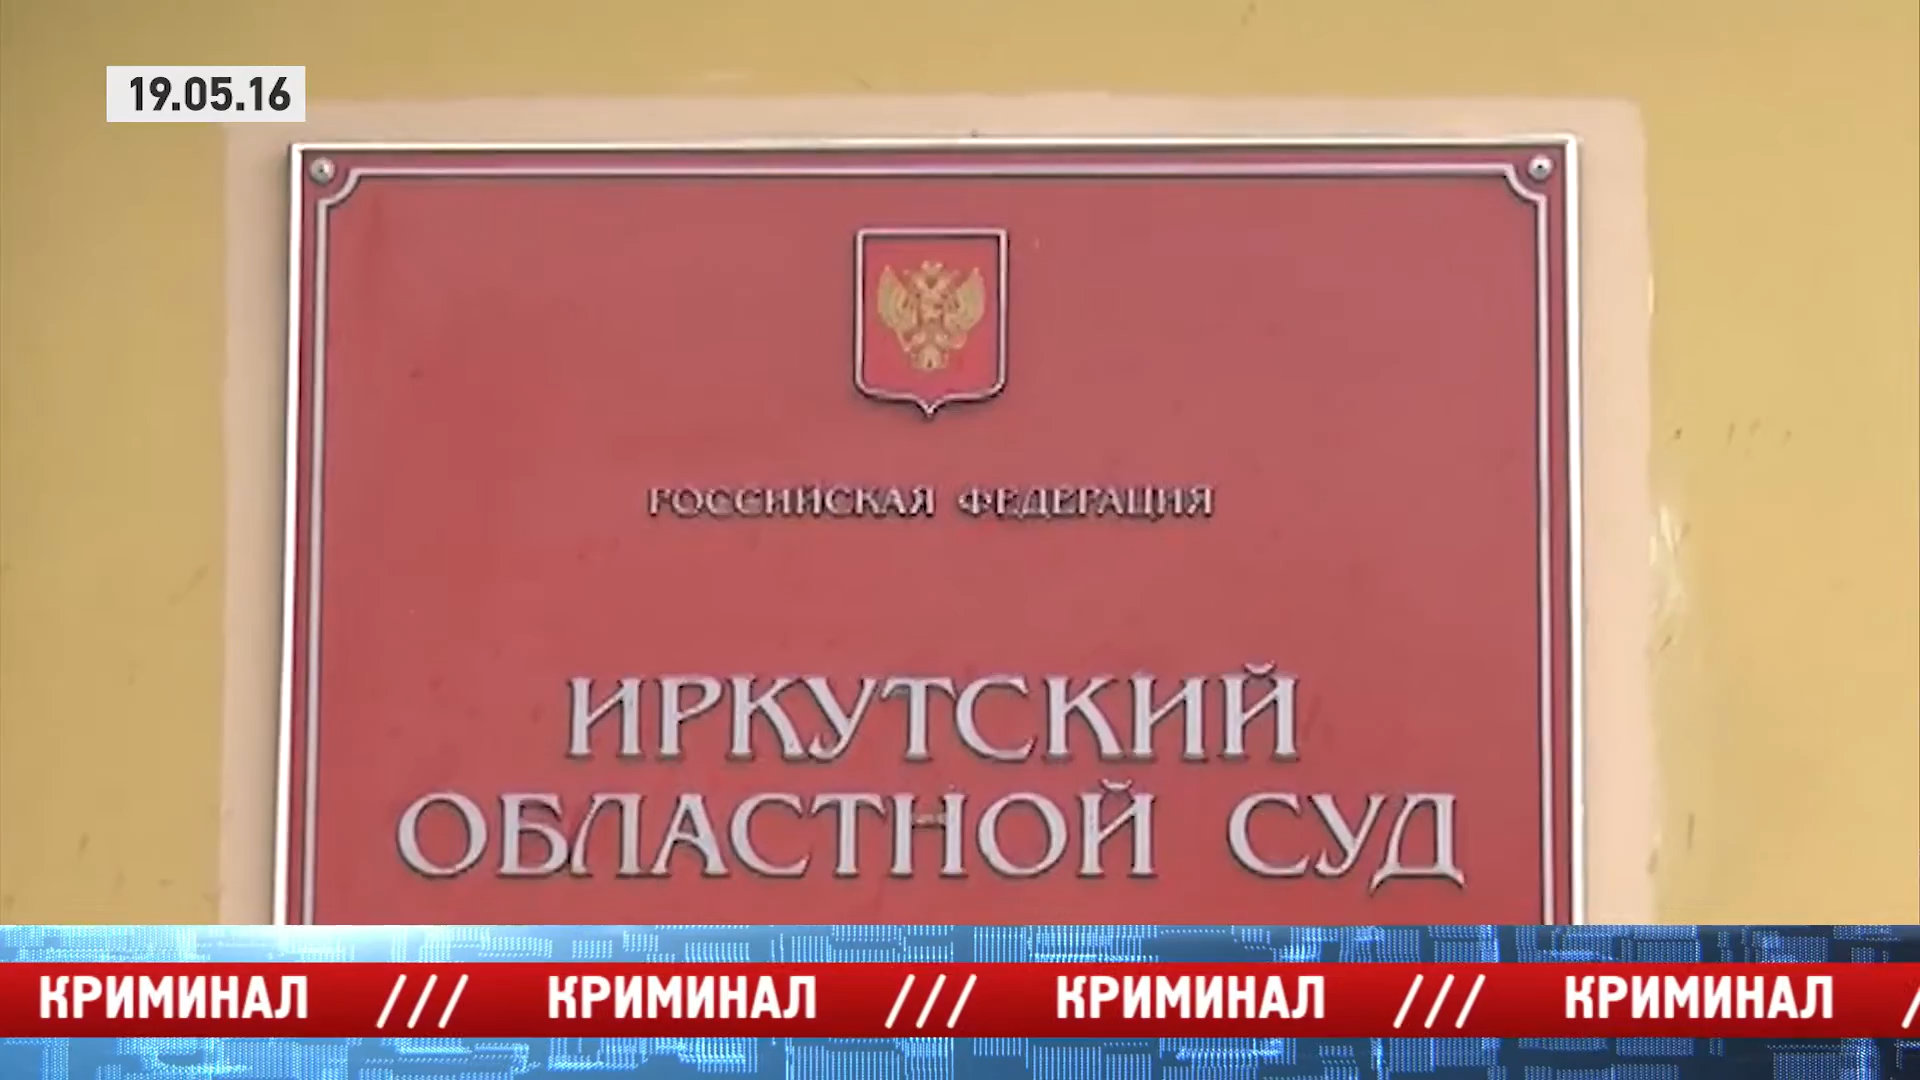 19.05.16
РОССИЙСКАЯ ФЕДЕРАЦИЯ
ИРКУТСКИЙ
ОБЛАСТНОЙ СУД
КРИМИНАЛ /// КРИМИНАЛ /// КРИМИНАЛ /// КРИМИНАЛ /